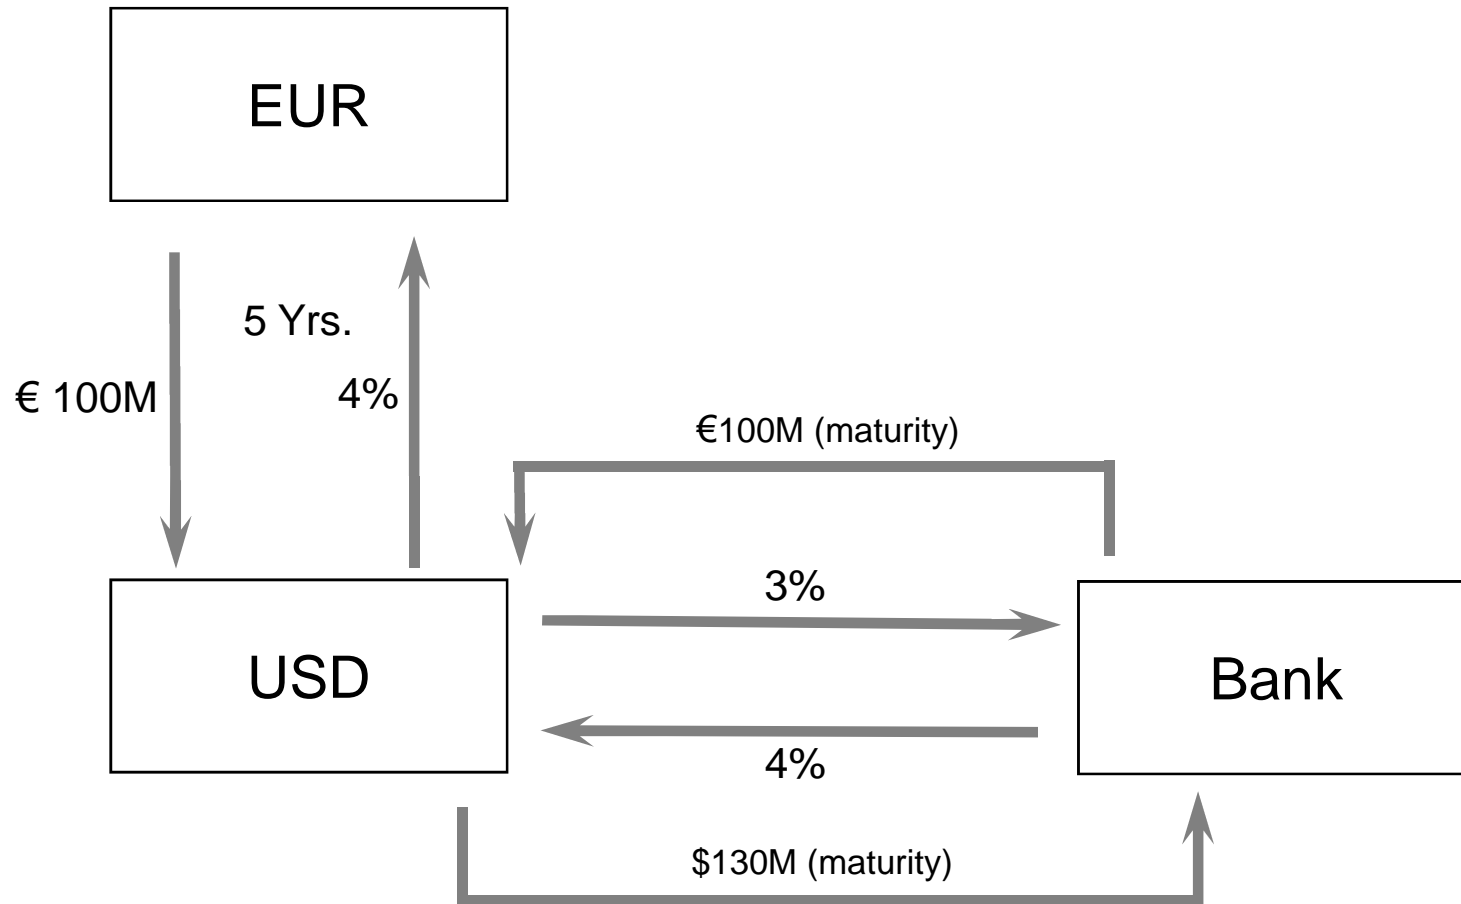 EUR
5 Yrs.
€ 100M
4%
€100M (maturity)
3%
USD
Bank
4%
$130M (maturity)